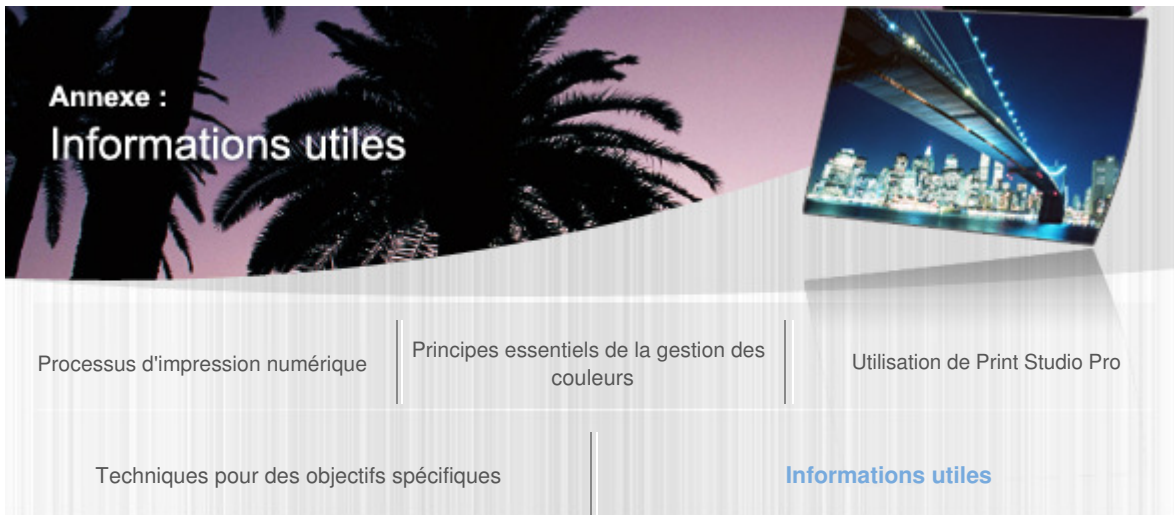 Annexe :
Informations utiles
Processus d'impression numérique
Principes essentiels de la gestion des
couleurs
Utilisation de Print Studio Pro
Techniques pour des objectifs spécifiques
Informations utiles